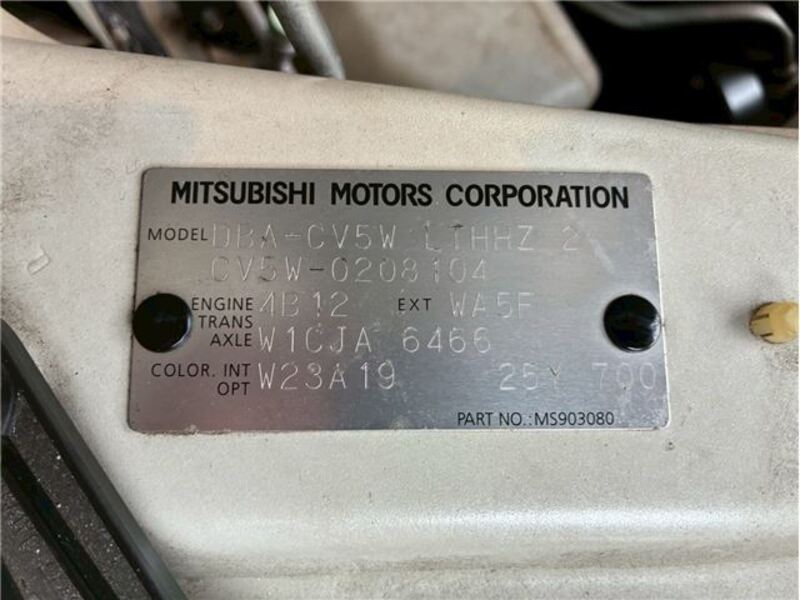 MITSUBISHI MOTORS CORPORATION
MODEL DBA-CV5W LTHHZ 2
CV5W-0208104
ENGINE 4B12 EXT WA5F
TRANS AXLE W1CJA 6466
COLOR. INT OPT W23A19 25Y 700
PART NO.: MS903080